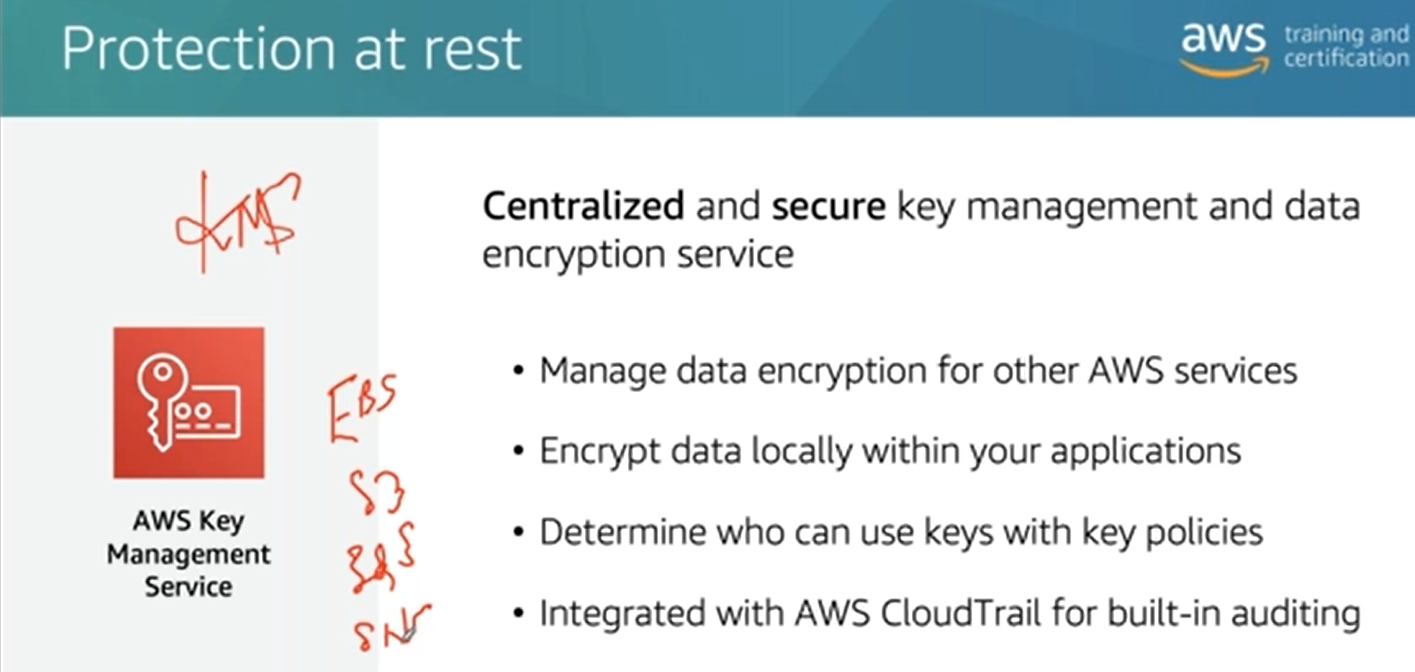 Protection at rest
aws training and
certification
KMS
Centralized and secure key management and data
encryption service
• Manage data encryption for other AWS services
EBS
• Encrypt data locally within your applications
S3
• Determine who can use keys with key policies
SQS
• Integrated with AWS CloudTrail for built-in auditing
AWS Key
Management
Service